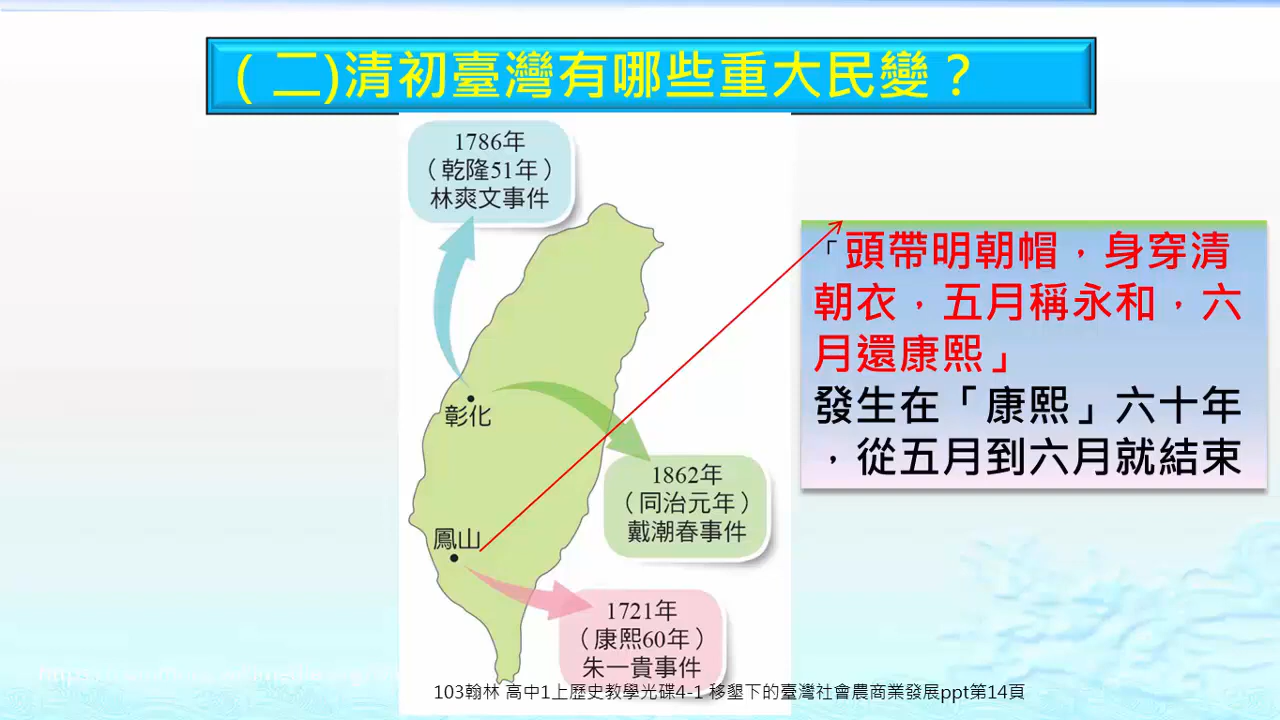 (二)清初臺灣有哪些重大民變？
1786年
（乾隆51年）
林爽文事件
「頭帶明朝帽，身穿清
朝衣，五月稱永和，六
月還康熙」
發生在「康熙」六十年
，從五月到六月就結束
彰化
1862年
（同治元年）
戴潮春事件
鳳山
1721年
（康熙60年）
朱一貴事件
103翰林 高中1上歷史教學光碟4-1 移墾下的臺灣社會農商業發展ppt第14頁